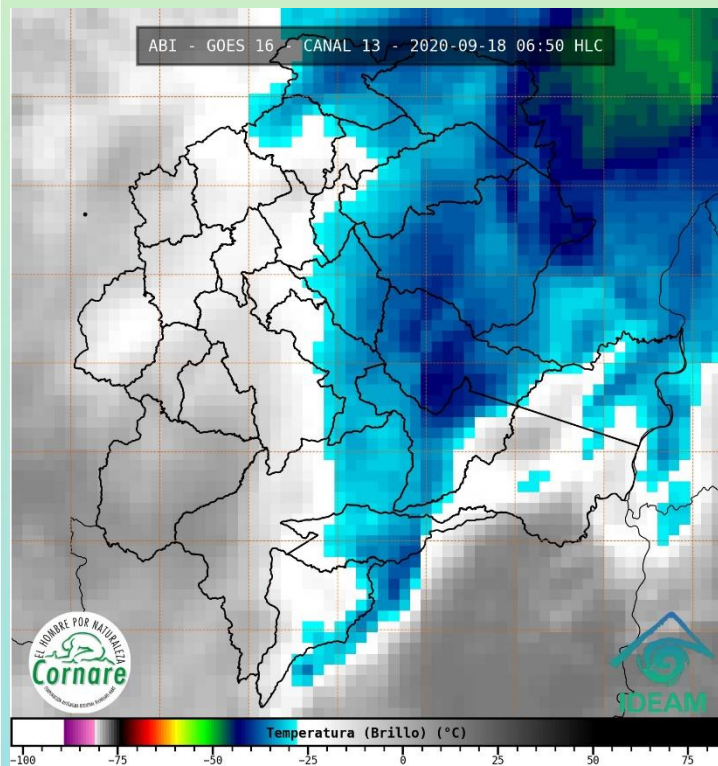 ABI - GOES 16 - CANAL 13 - 2020-09-18 06:50 HLC
EL HOMBRE POR NATURALEZA
Cornare
IDEAM
Temperatura (Brillo) (°C)
-100 -75 -50 -25 0 25 50 75